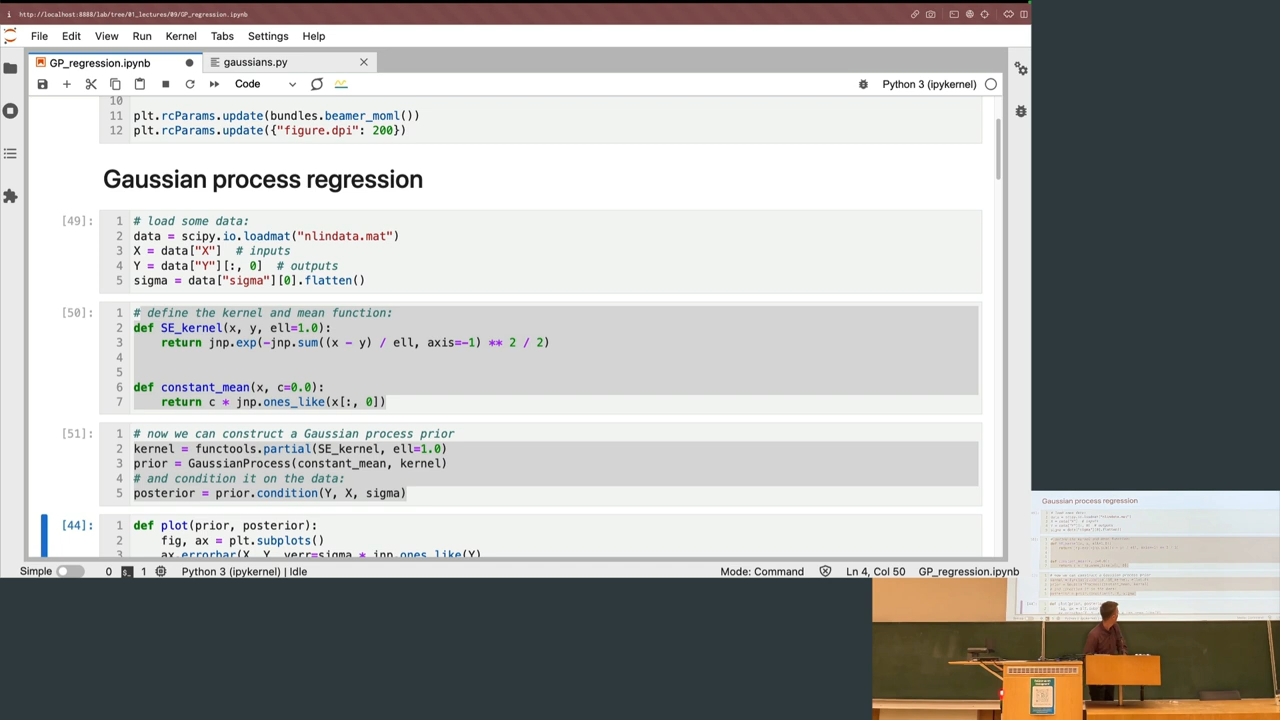 http://localhost:8888/lab/tree/01_lectures/09/GP_regression.ipynb
File Edit View Run Kernel Tabs Settings Help
GP_regression.ipynb
gaussians.py
Code
Python 3 (ipykernel)
10
11 plt.rcParams.update(bundles.beamer_moml())
12 plt.rcParams.update({"figure.dpi": 200})
Gaussian process regression
[49]:
1 # load some data:
2 data = scipy.io.loadmat("nlindata.mat")
3 X = data["X"]  # inputs
4 Y = data["Y"][:, 0]  # outputs
5 sigma = data["sigma"][0].flatten()
[50]:
1 # define the kernel and mean function:
2 def SE_kernel(x, y, ell=1.0):
3     return jnp.exp(-jnp.sum((x - y) / ell, axis=-1) ** 2 / 2)
4
5
6 def constant_mean(x, c=0.0):
7     return c * jnp.ones_like(x[:, 0])
[51]:
1 # now we can construct a Gaussian process prior
2 kernel = functools.partial(SE_kernel, ell=1.0)
3 prior = GaussianProcess(constant_mean, kernel)
4 # and condition it on the data:
5 posterior = prior.condition(Y, X, sigma)
[44]:
1 def plot(prior, posterior):
2     fig, ax = plt.subplots()
3     ax.errorbar(X, Y, yerr=sigma * jnp.ones_like(Y)
Simple 0 1 Python 3 (ipykernel) | Idle Mode: Command Ln 4, Col 50 GP_regression.ipynb
Gaussian process regression